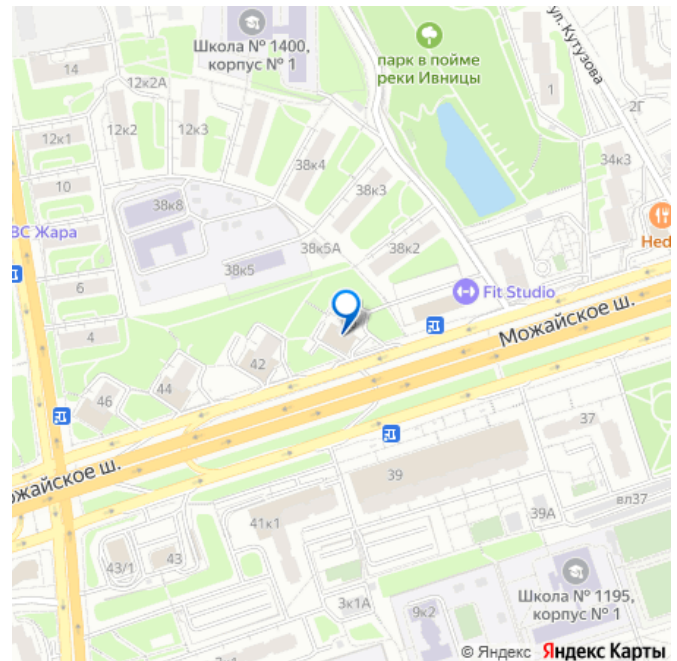 Школа № 1400,
корпус № 1
парк в пойме
реки Ивницы
ул. Кутузова
14
12к2А
12к1
12к2
12к3
1
2Г
10
38к4
38к3
34к3
38к8
ВС Жара
38к5А
38к2
Hed
38к5
6
Fit Studio
4
Можайское ш.
42
44
46
37
39
ожайское ш.
вл37
39А
41к1
43
43/1
Школа № 1195,
корпус № 1
3к1А
9к2
© Яндекс Яндекс Карты